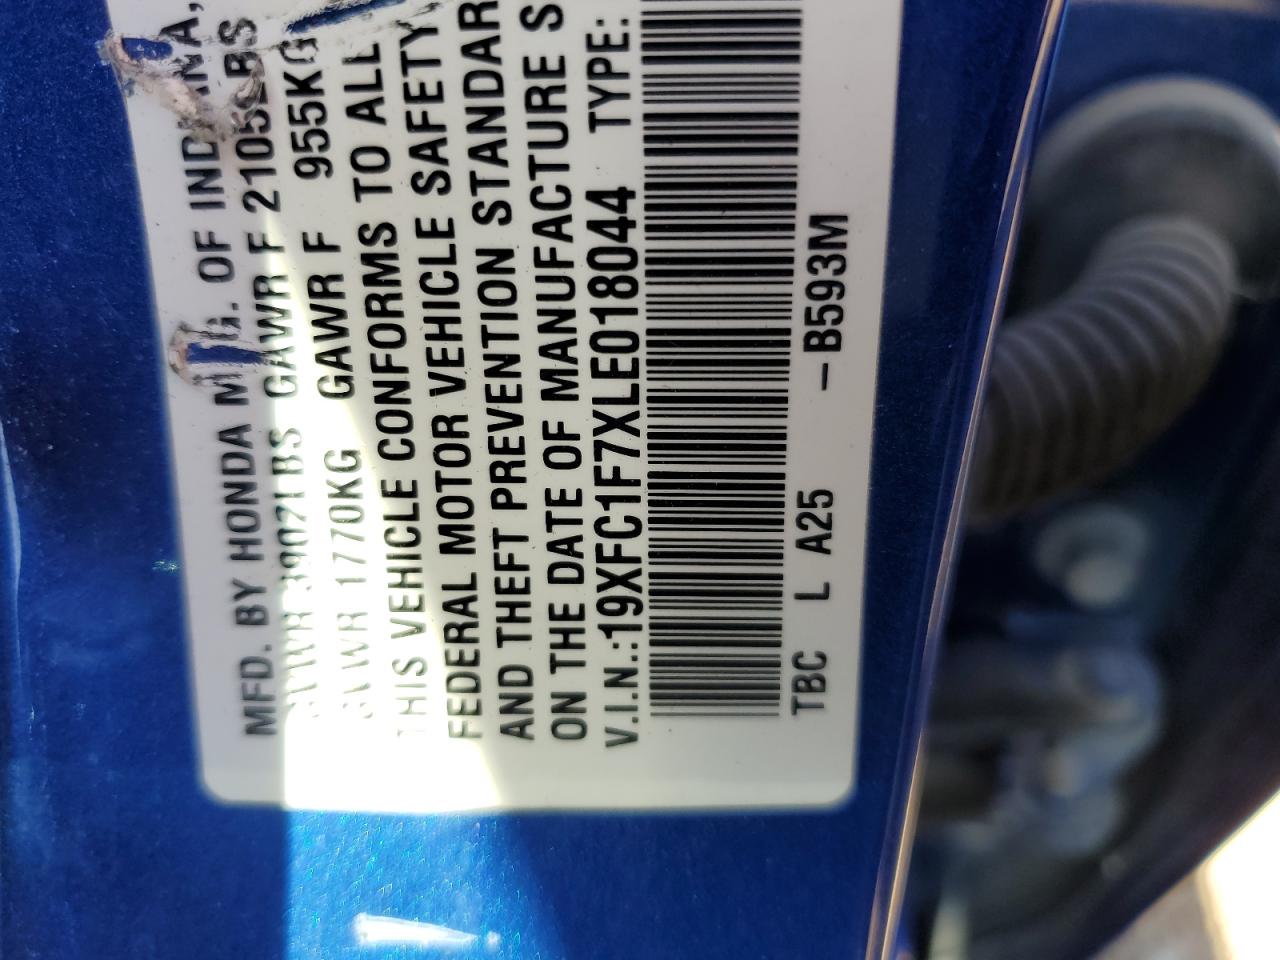 MFD. BY HONDA MFG. OF INDIANA,
GVWR 3902LBS GAWR F 2105LBS
GVWR 1770KG GAWR F 955KG
THIS VEHICLE CONFORMS TO ALL
FEDERAL MOTOR VEHICLE SAFETY
AND THEFT PREVENTION STANDAR
ON THE DATE OF MANUFACTURE S
V.I.N.:19XFC1F7XLE018044 TYPE:
TBC L A25 -B593M